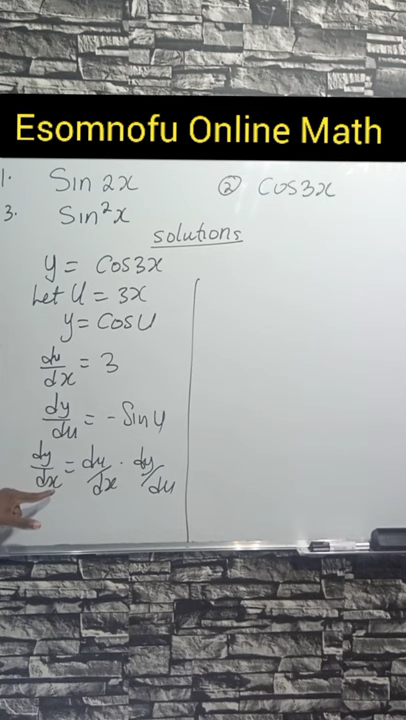 Esomnofu Online Math
1. Sin 2x ② Cos3x
3. Sin²x
solutions
y = Cos3x
Let U = 3x
y = Cos U
du/dx = 3
dy/du = - Sin U
dy/dx = du/dx · dy/du